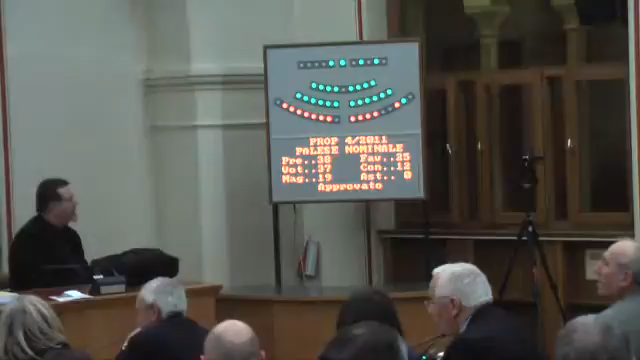 PROP 4/2011
PALESE NOMINALE
Pre..38 Fav..25
Vot..37 Con..12
Mag..19 Ast.. 0
Approvato